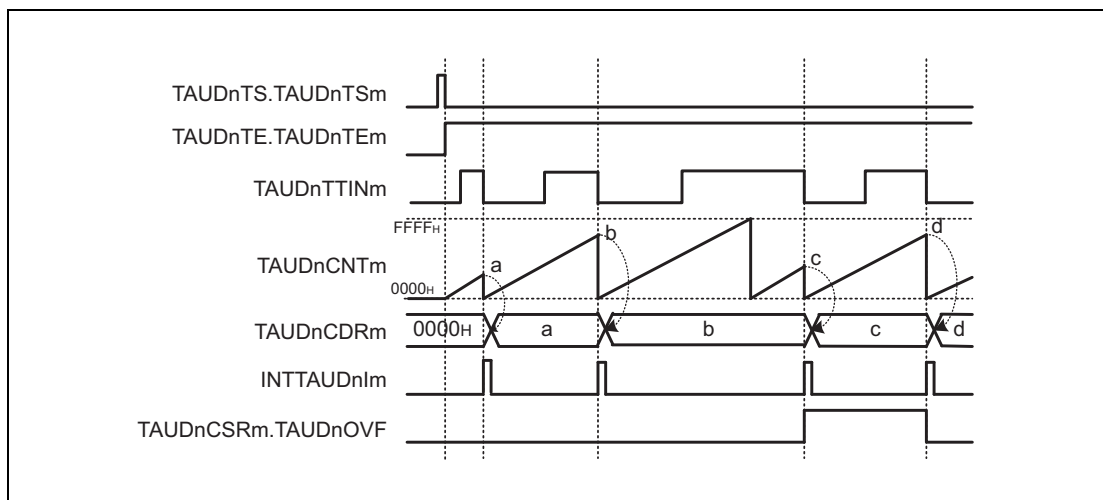 TAUDnTS.TAUDnTSm
TAUDnTE.TAUDnTEm
TAUDnTTINm
FFFFH
TAUDnCNTm
0000H
a
b
c
d
TAUDnCDRm
0000H
a
b
c
d
INTTAUDnIm
TAUDnCSRm.TAUDnOVF